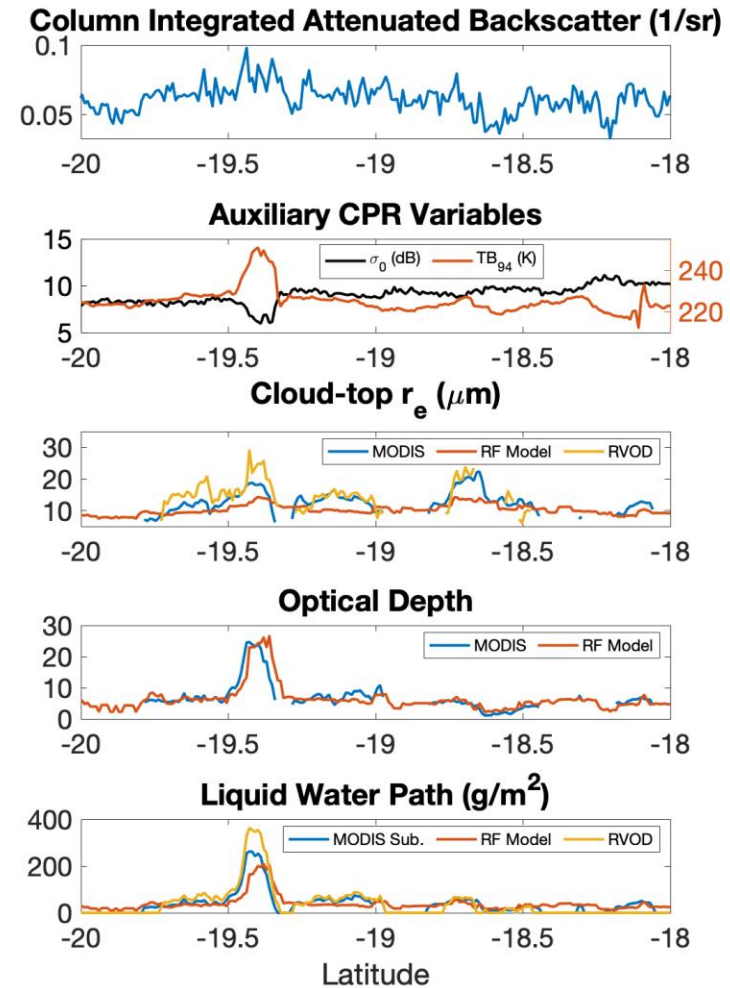 Column Integrated Attenuated Backscatter (1/sr)
0.1
0.05
-20 -19.5 -19 -18.5 -18
Auxiliary CPR Variables
15
10
5
σ0 (dB) TB94 (K)
240
220
-20 -19.5 -19 -18.5 -18
Cloud-top re (μm)
30
20
10
MODIS RF Model RVOD
-20 -19.5 -19 -18.5 -18
Optical Depth
30
20
10
0
MODIS RF Model
-20 -19.5 -19 -18.5 -18
Liquid Water Path (g/m2)
400
200
0
MODIS Sub. RF Model RVOD
-20 -19.5 -19 -18.5 -18
Latitude